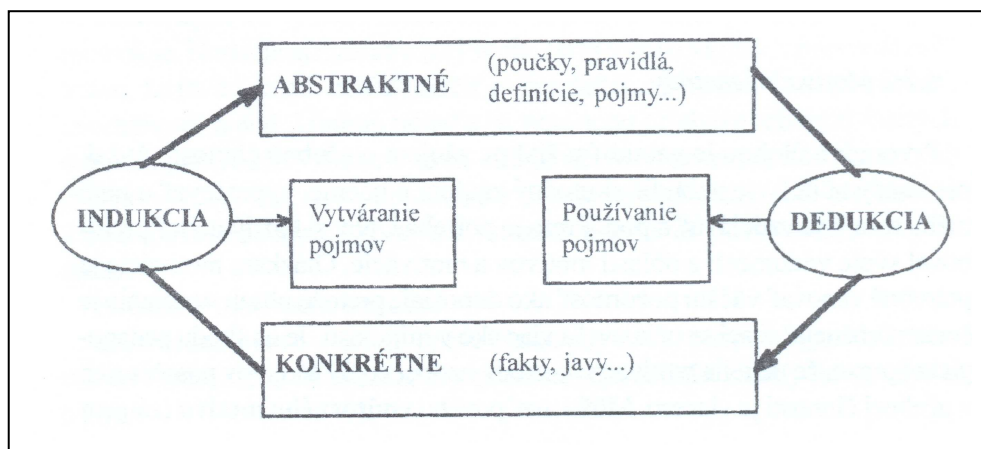 ABSTRAKTNÉ (poučky, pravidlá,
definície, pojmy...)
INDUKCIA
Vytváranie
pojmov
Používanie
pojmov
DEDUKCIA
KONKRÉTNE (fakty, javy...)